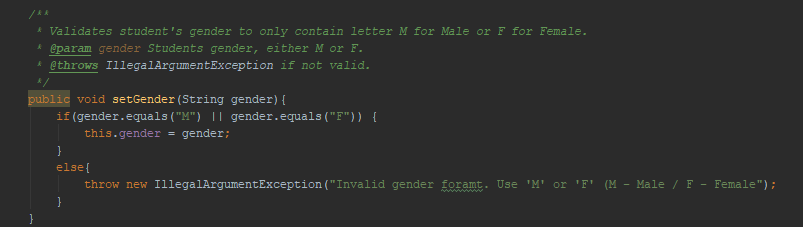 /**
 * Validates student's gender to only contain letter M for Male or F for Female.
 * @param gender Students gender, either M or F.
 * @throws IllegalArgumentException if not valid.
 */
public void setGender(String gender){
    if(gender.equals("M") || gender.equals("F")) {
        this.gender = gender;
    }
    else{
        throw new IllegalArgumentException("Invalid gender foramt. Use 'M' or 'F' (M - Male / F - Female");
    }
}